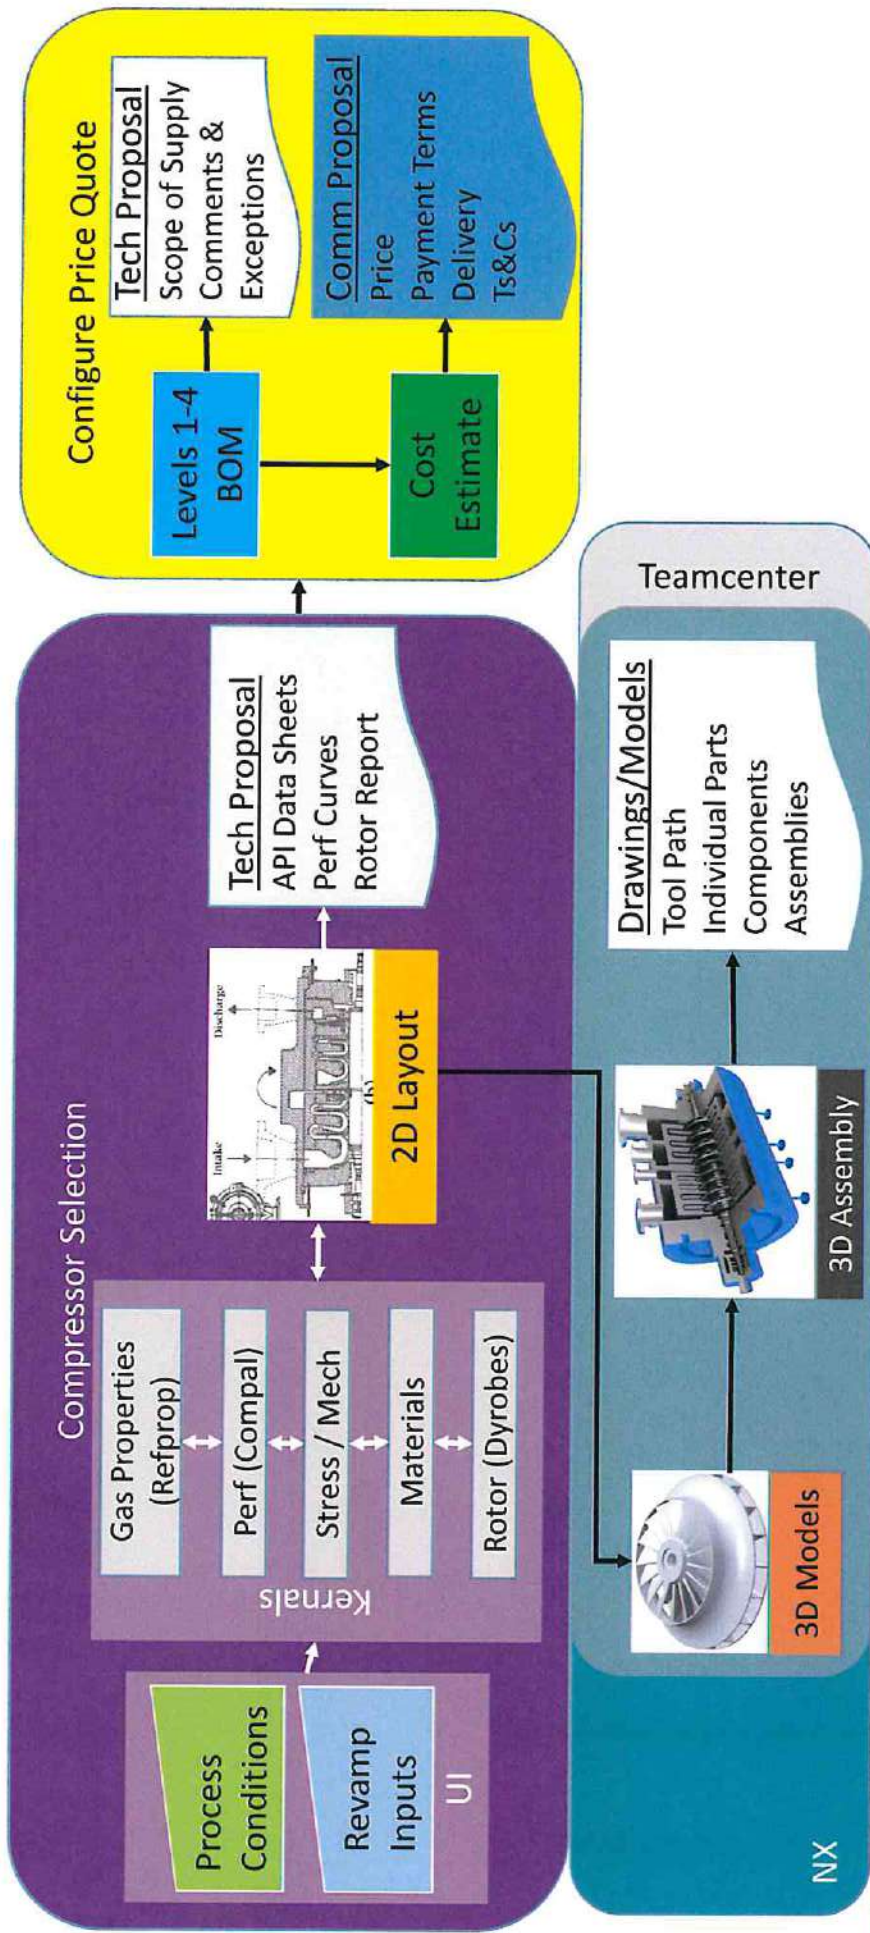 Compressor Selection
Process
Conditions
Revamp
Inputs
UI
Kernals
Gas Properties
(Refprop)
Perf (Compal)
Stress / Mech
Materials
Rotor (Dyrobes)
Intake
Discharge
2D Layout
Tech Proposal
API Data Sheets
Perf Curves
Rotor Report
Configure Price Quote
Levels 1-4
BOM
Cost
Estimate
Tech Proposal
Scope of Supply
Comments &
Exceptions
Comm Proposal
Price
Payment Terms
Delivery
Ts&Cs
NX
3D Models
3D Assembly
Drawings/Models
Tool Path
Individual Parts
Components
Assemblies
Teamcenter